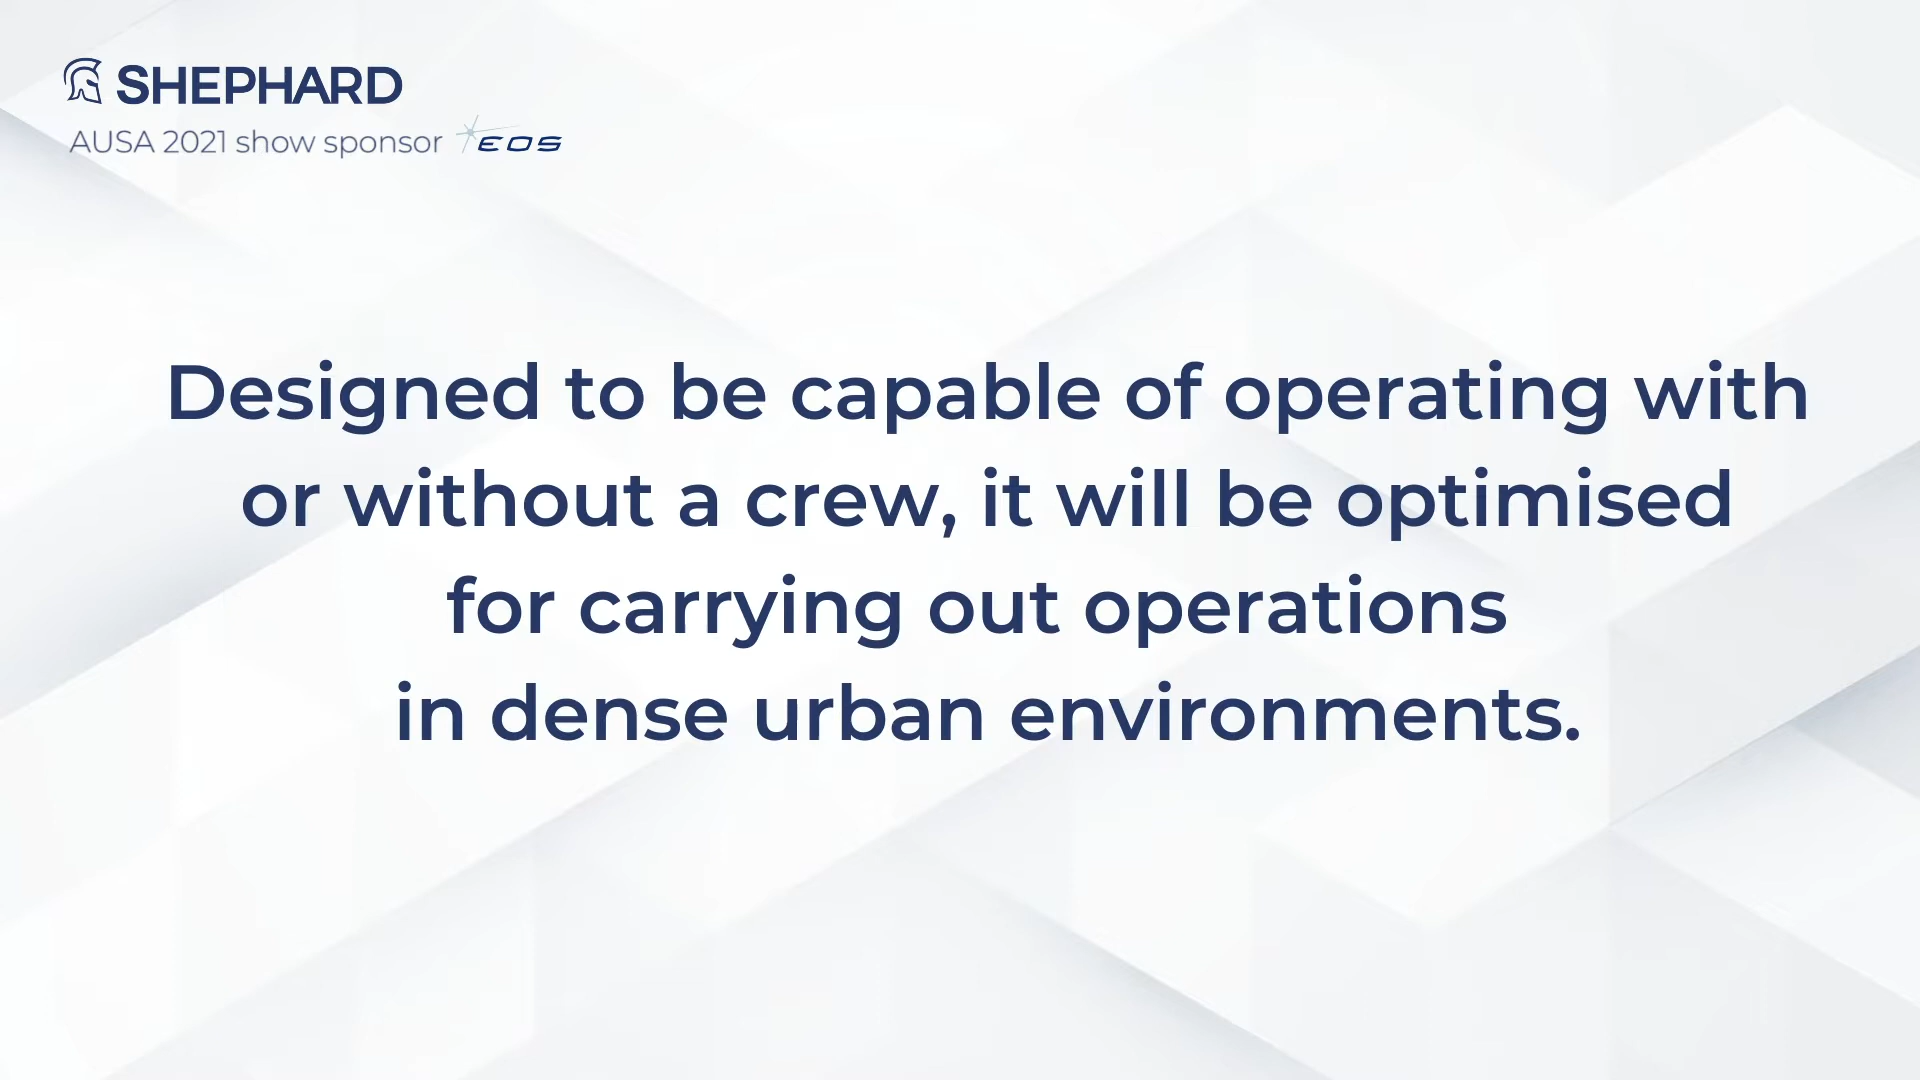 SHEPHARD
AUSA 2021 show sponsor EOS
Designed to be capable of operating with
or without a crew, it will be optimised
for carrying out operations
in dense urban environments.